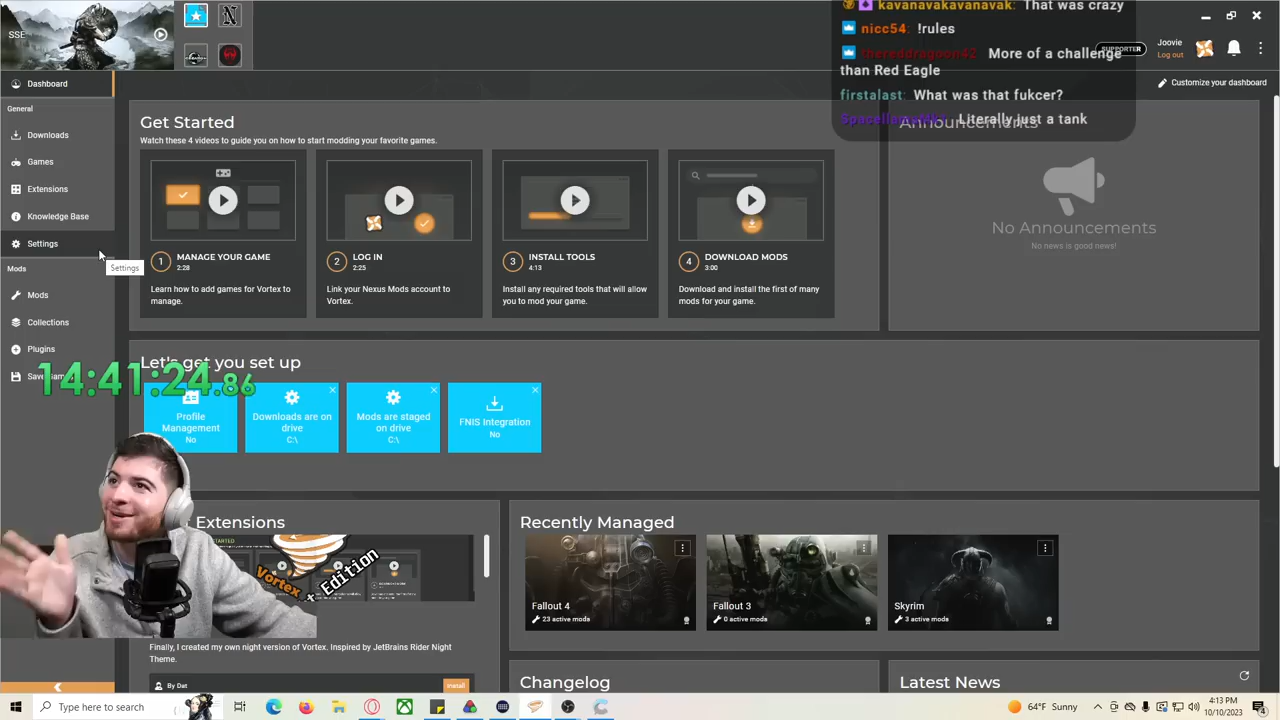 SSE
kavanavakavanavak: That was crazy
nicc54: !rules
thereddragoon42 More of a challenge
than Red Eagle
firstalast: What was that fukcer?
Literally just a tank
SUPPORTER
Joovie
Log out
Customize your dashboard
Dashboard
General
Downloads
Games
Extensions
Knowledge Base
Settings
Settings
Mods
Mods
Collections
Plugins
14:41:24.86
Get Started
Watch these 4 videos to guide you on how to start modding your favorite games.
1 MANAGE YOUR GAME
2:28
Learn how to add games for Vortex to
manage.
2 LOG IN
2:25
Link your Nexus Mods account to
Vortex.
3 INSTALL TOOLS
4:13
Install any required tools that will allow
you to mod your game.
4 DOWNLOAD MODS
3:00
Download and install the first of many
mods for your game.
Announcements
No Announcements
No news is good news!
Let's get you set up
Profile
Management
No
Downloads are on
drive
C:\
Mods are staged
on drive
C:\
FNIS Integration
No
Extensions
Vortex + Edition
Finally, I created my own night version of Vortex. Inspired by JetBrains Rider Night
Theme.
By Dat
Install
Recently Managed
Fallout 4
23 active mods
Fallout 3
0 active mods
Skyrim
3 active mods
Changelog
Latest News
Type here to search
64°F Sunny
4:13 PM
10/10/2023
4